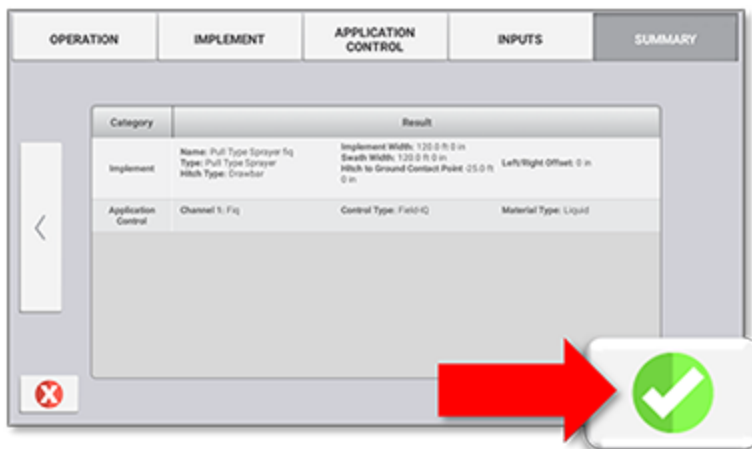 OPERATION
IMPLEMENT
APPLICATION
CONTROL
INPUTS
SUMMARY
Category
Result
Implement
Name: Pull Type Sprayer fiq
Type: Pull Type Sprayer
Hitch Type: Drawbar
Implement Width: 120.0 ft 0 in
Swath Width: 120.0 ft 0 in
Hitch to Ground Contact Point -25.0 ft
0 in
Left/Right Offset: 0 in
Application
Control
Channel 1: Fiq
Control Type: Field-IQ
Material Type: Liquid